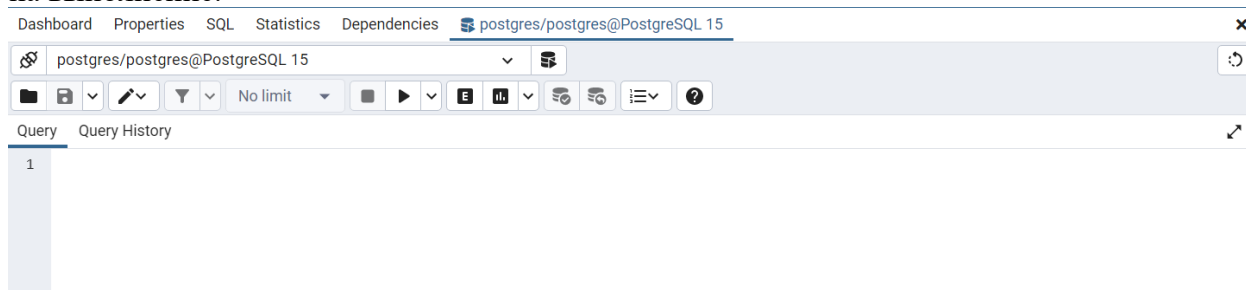 Dashboard Properties SQL Statistics Dependencies postgres/postgres@PostgreSQL 15
postgres/postgres@PostgreSQL 15
No limit
Query Query History
1